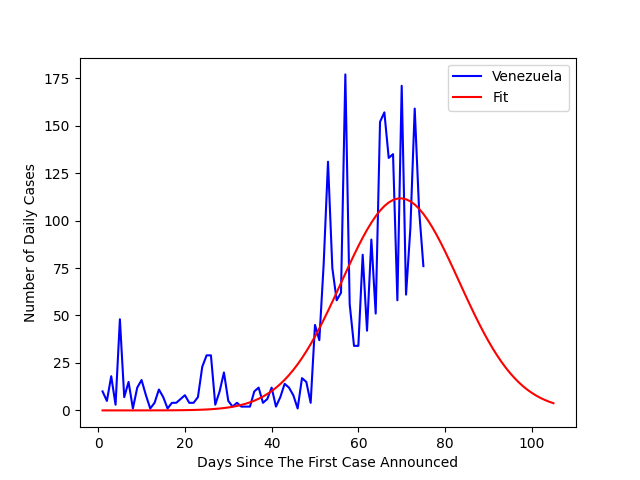 Venezuela
Fit
175
150
125
100
75
50
25
0
Number of Daily Cases
0 20 40 60 80 100
Days Since The First Case Announced